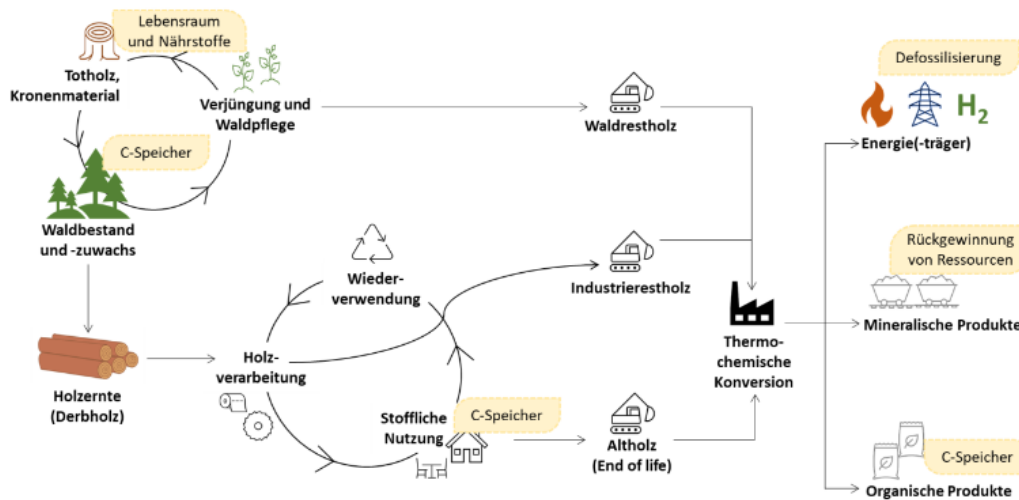 Lebensraum
und Nährstoffe
Totholz,
Kronenmaterial
Verjüngung und
Waldpflege
C-Speicher
Waldbestand
und -zuwachs
Holzernte
(Derbholz)
Wieder-
verwendung
Holz-
verarbeitung
Stoffliche
Nutzung
C-Speicher
Waldrestholz
Industrierestholz
Altholz
(End of life)
Thermo-
chemische
Konversion
Defossilisierung
H2
Energie(-träger)
Rückgewinnung
von Ressourcen
Mineralische Produkte
C-Speicher
Organische Produkte